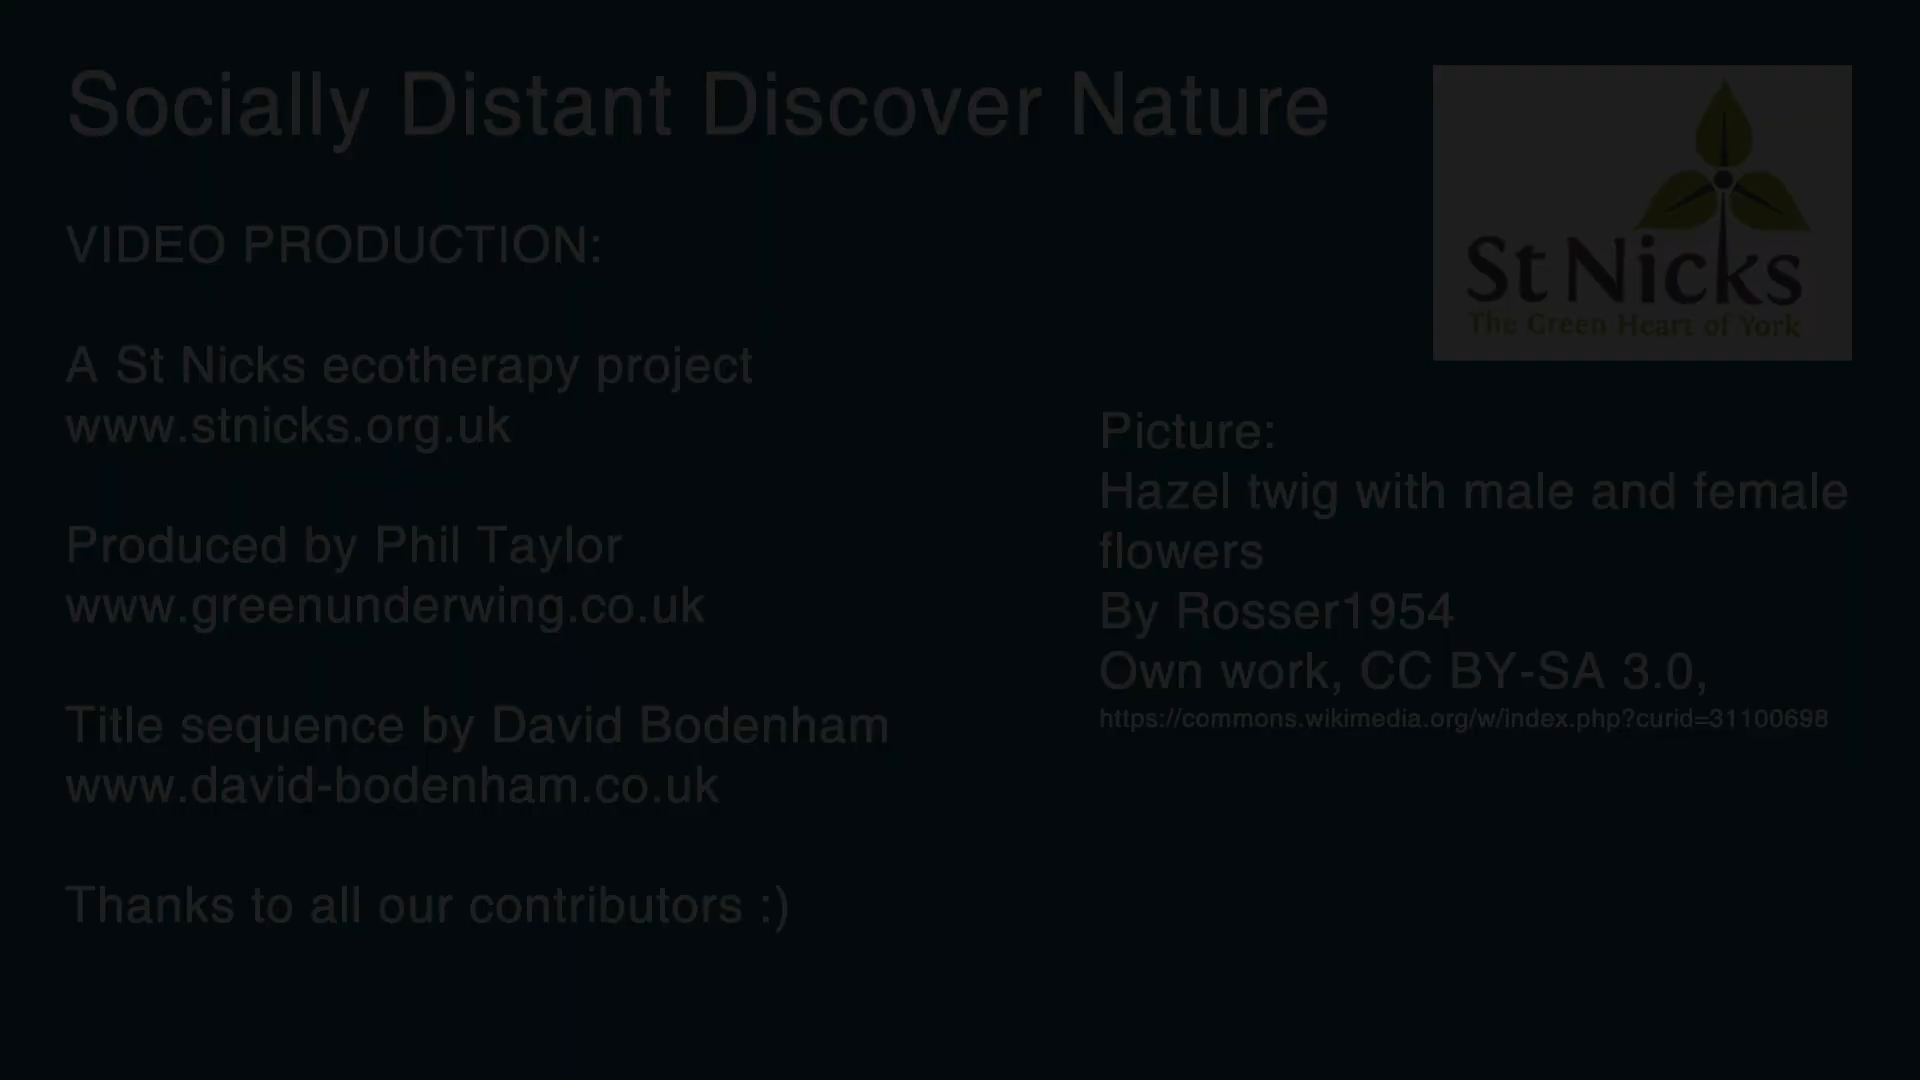 Socially Distant Discover Nature
St Nicks
The Green Heart of York
VIDEO PRODUCTION:
A St Nicks ecotherapy project
www.stnicks.org.uk
Produced by Phil Taylor
www.greenunderwing.co.uk
Title sequence by David Bodenham
www.david-bodenham.co.uk
Thanks to all our contributors :)
Picture:
Hazel twig with male and female
flowers
By Rosser1954
Own work, CC BY-SA 3.0,
https://commons.wikimedia.org/w/index.php?curid=31100698